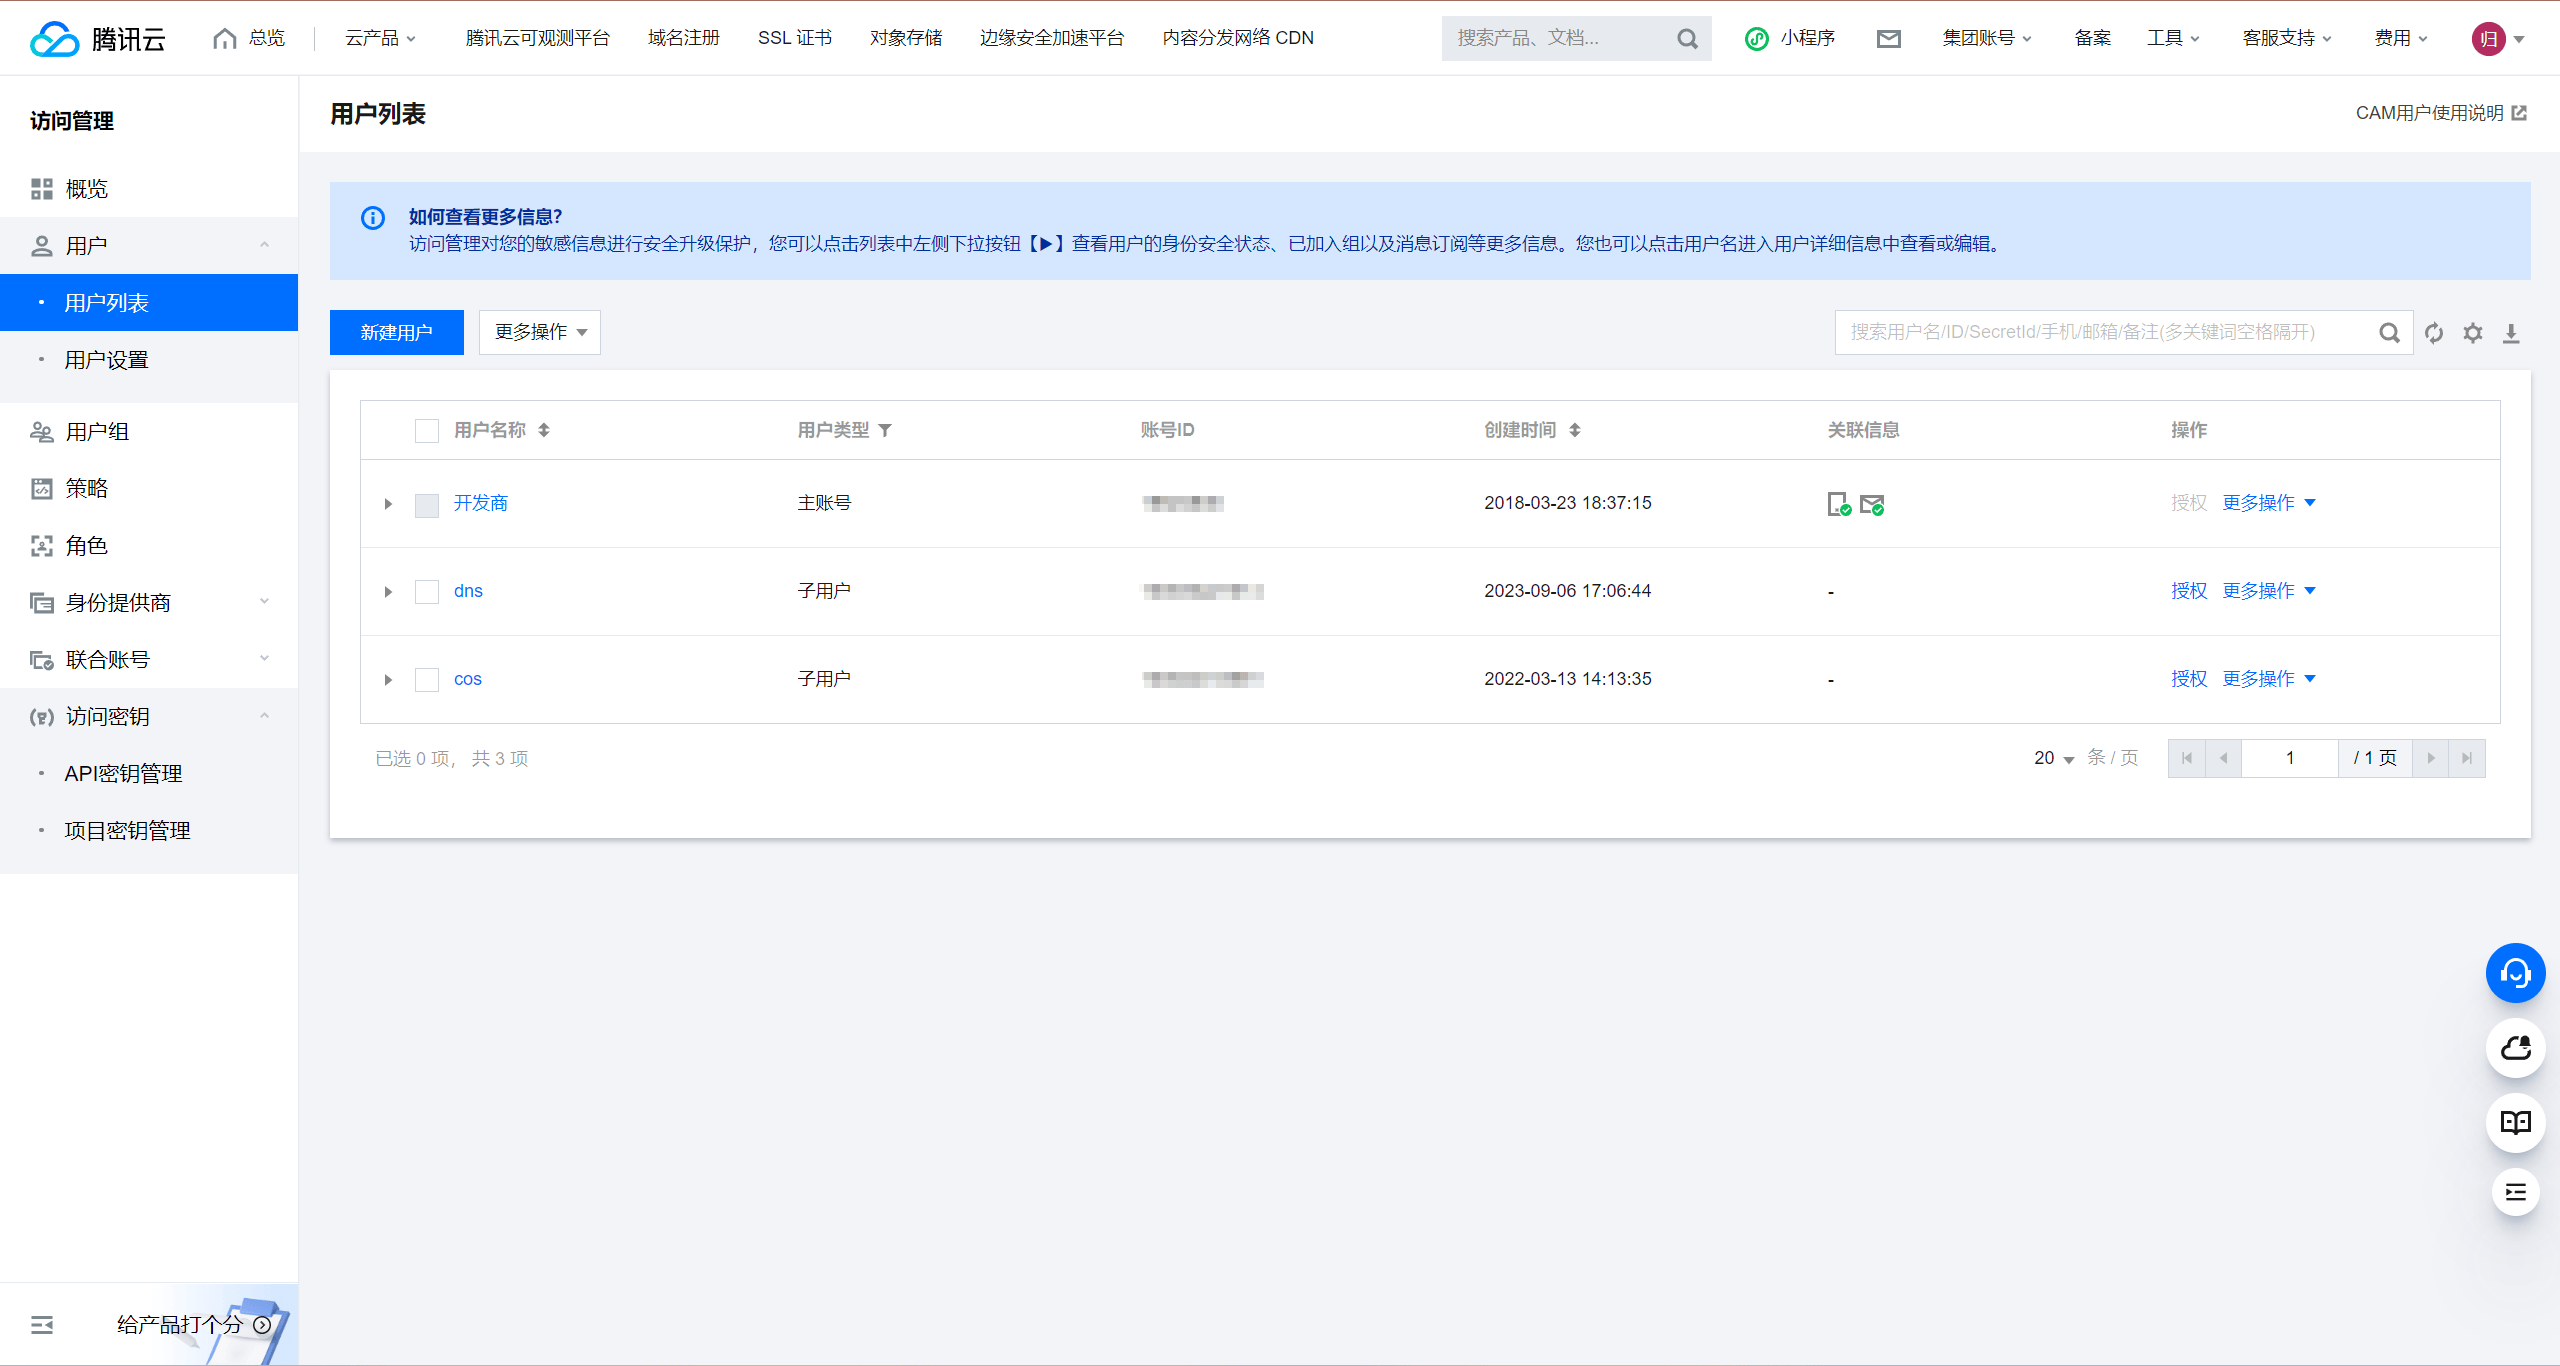 腾讯云 总览 云产品 腾讯云可观测平台 域名注册 SSL 证书 对象存储 边缘安全加速平台 内容分发网络 CDN 搜索产品、文档... 小程序 集团账号 备案 工具 客服支持 费用 归
访问管理
概览
用户
用户列表
用户设置
用户组
策略
角色
身份提供商
联合账号
访问密钥
API密钥管理
项目密钥管理
给产品打个分
用户列表 CAM用户使用说明
如何查看更多信息？
访问管理对您的敏感信息进行安全升级保护，您可以点击列表中左侧下拉按钮【▶】查看用户的身份安全状态、已加入组以及消息订阅等更多信息。您也可以点击用户名进入用户详细信息中查看或编辑。
新建用户 更多操作 搜索用户名/ID/SecretId/手机/邮箱/备注(多关键词空格隔开)
用户名称 用户类型 账号ID 创建时间 关联信息 操作
开发商 主账号 2018-03-23 18:37:15 授权 更多操作
dns 子用户 2023-09-06 17:06:44 - 授权 更多操作
cos 子用户 2022-03-13 14:13:35 - 授权 更多操作
已选 0 项， 共 3 项 20 条 / 页 1 / 1 页